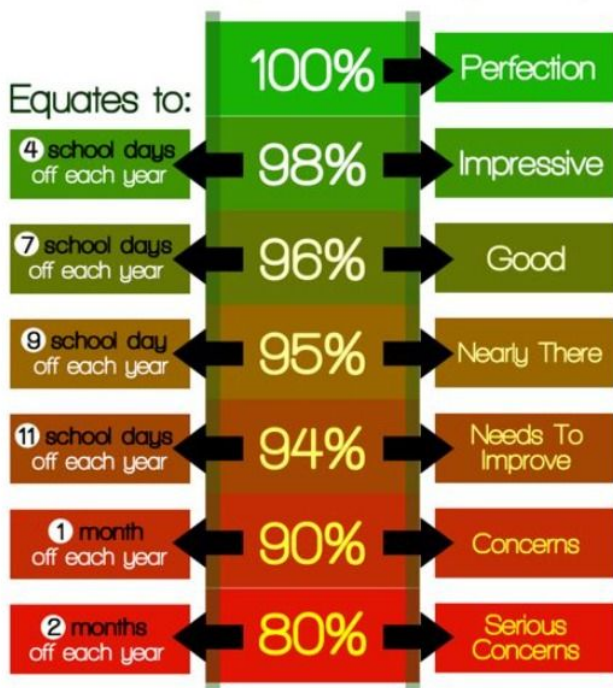 100%
Perfection
Equates to:
4 school days
off each year
98%
Impressive
7 school days
off each year
96%
Good
9 school day
off each year
95%
Nearly There
11 school days
off each year
94%
Needs To
Improve
1 month
off each year
90%
Concerns
2 months
off each year
80%
Serious
Concerns